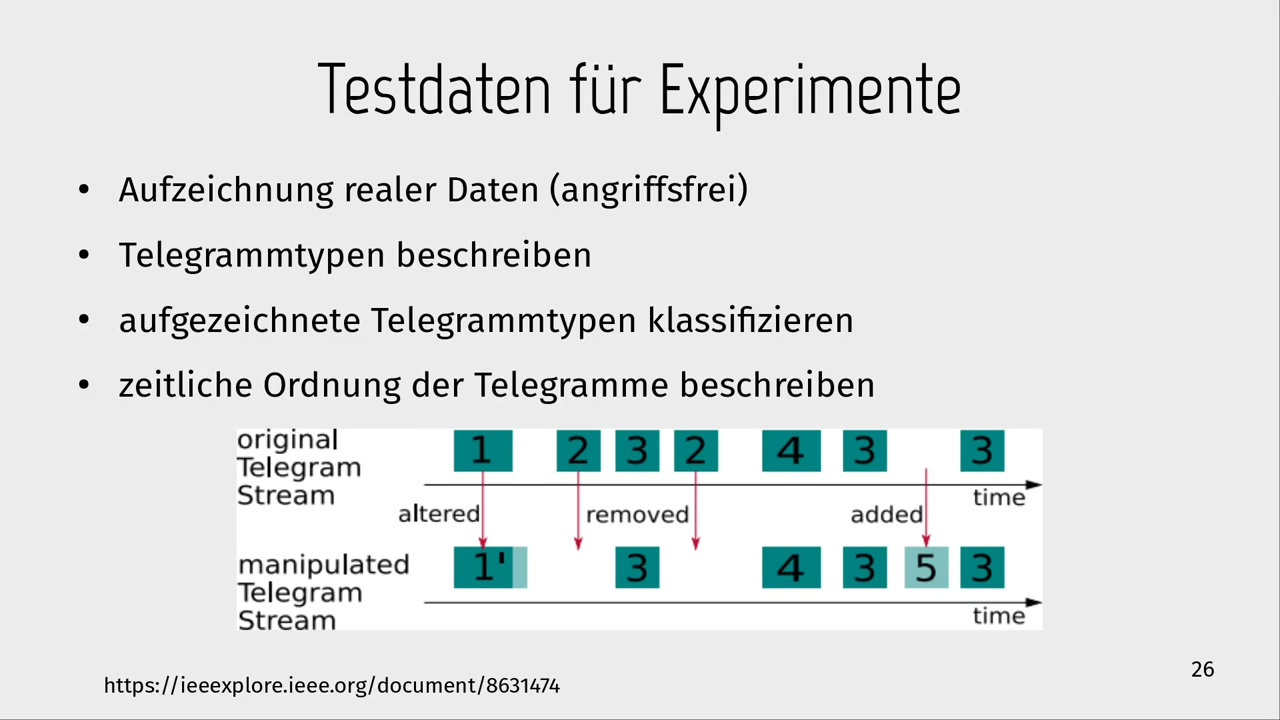 Testdaten für Experimente
• Aufzeichnung realer Daten (angriffsfrei)
• Telegrammtypen beschreiben
• aufgezeichnete Telegrammtypen klassifizieren
• zeitliche Ordnung der Telegramme beschreiben
original
Telegram
Stream
1 2 3 2 4 3 3
time
altered removed added
manipulated
Telegram
Stream
1' 3 4 3 5 3
time
https://ieeexplore.ieee.org/document/8631474
26